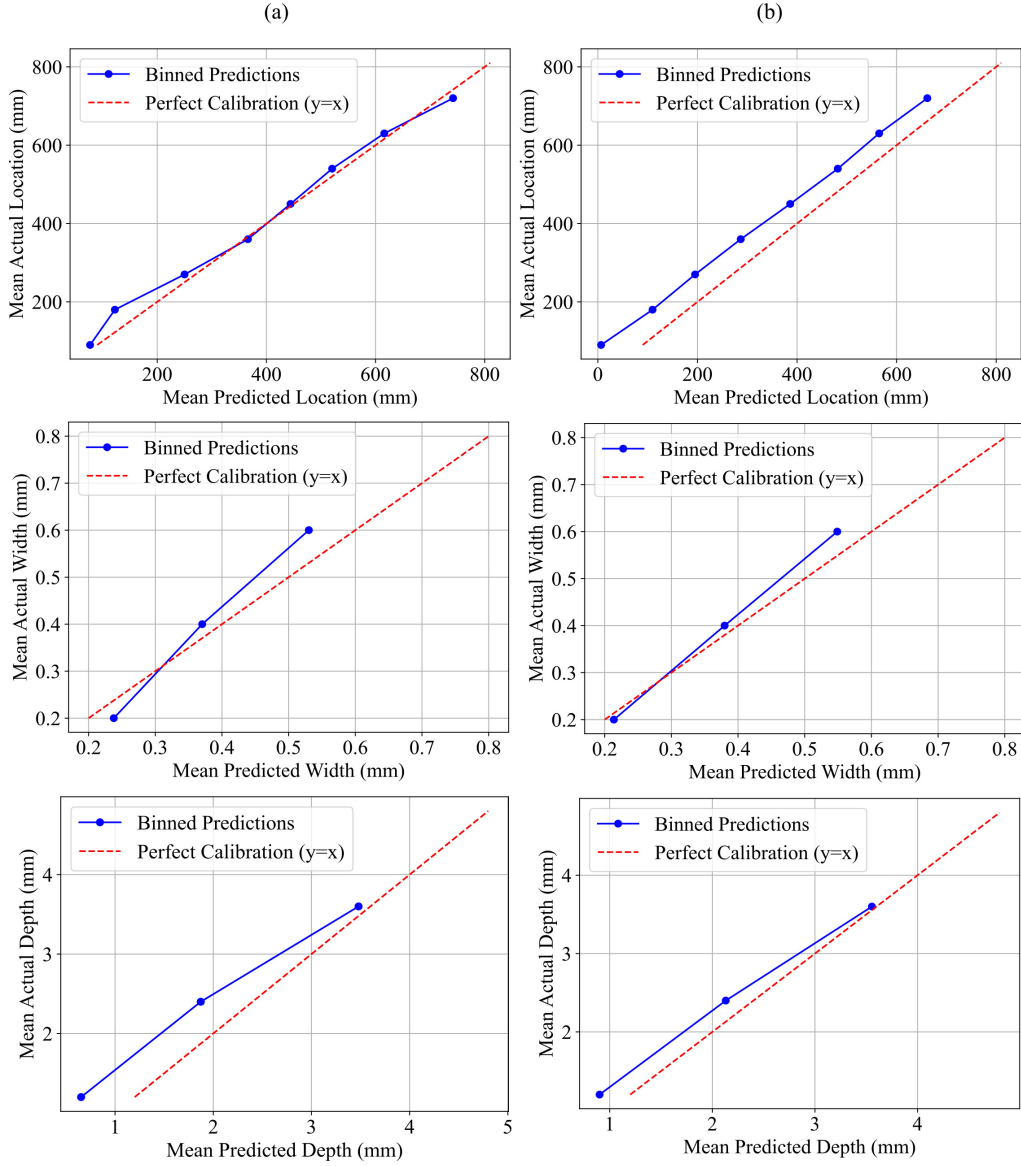 (a)
(b)
Binned Predictions
Perfect Calibration (y=x)
800
600
400
200
Mean Actual Location (mm)
200 400 600 800
Mean Predicted Location (mm)
Binned Predictions
Perfect Calibration (y=x)
800
600
400
200
Mean Actual Location (mm)
0 200 400 600 800
Mean Predicted Location (mm)
Binned Predictions
Perfect Calibration (y=x)
0.8
0.7
0.6
0.5
0.4
0.3
0.2
Mean Actual Width (mm)
0.2 0.3 0.4 0.5 0.6 0.7 0.8
Mean Predicted Width (mm)
Binned Predictions
Perfect Calibration (y=x)
0.8
0.7
0.6
0.5
0.4
0.3
0.2
Mean Actual Width (mm)
0.2 0.3 0.4 0.5 0.6 0.7 0.8
Mean Predicted Width (mm)
Binned Predictions
Perfect Calibration (y=x)
4
3
2
Mean Actual Depth (mm)
1 2 3 4 5
Mean Predicted Depth (mm)
Binned Predictions
Perfect Calibration (y=x)
4
3
2
Mean Actual Depth (mm)
1 2 3 4
Mean Predicted Depth (mm)